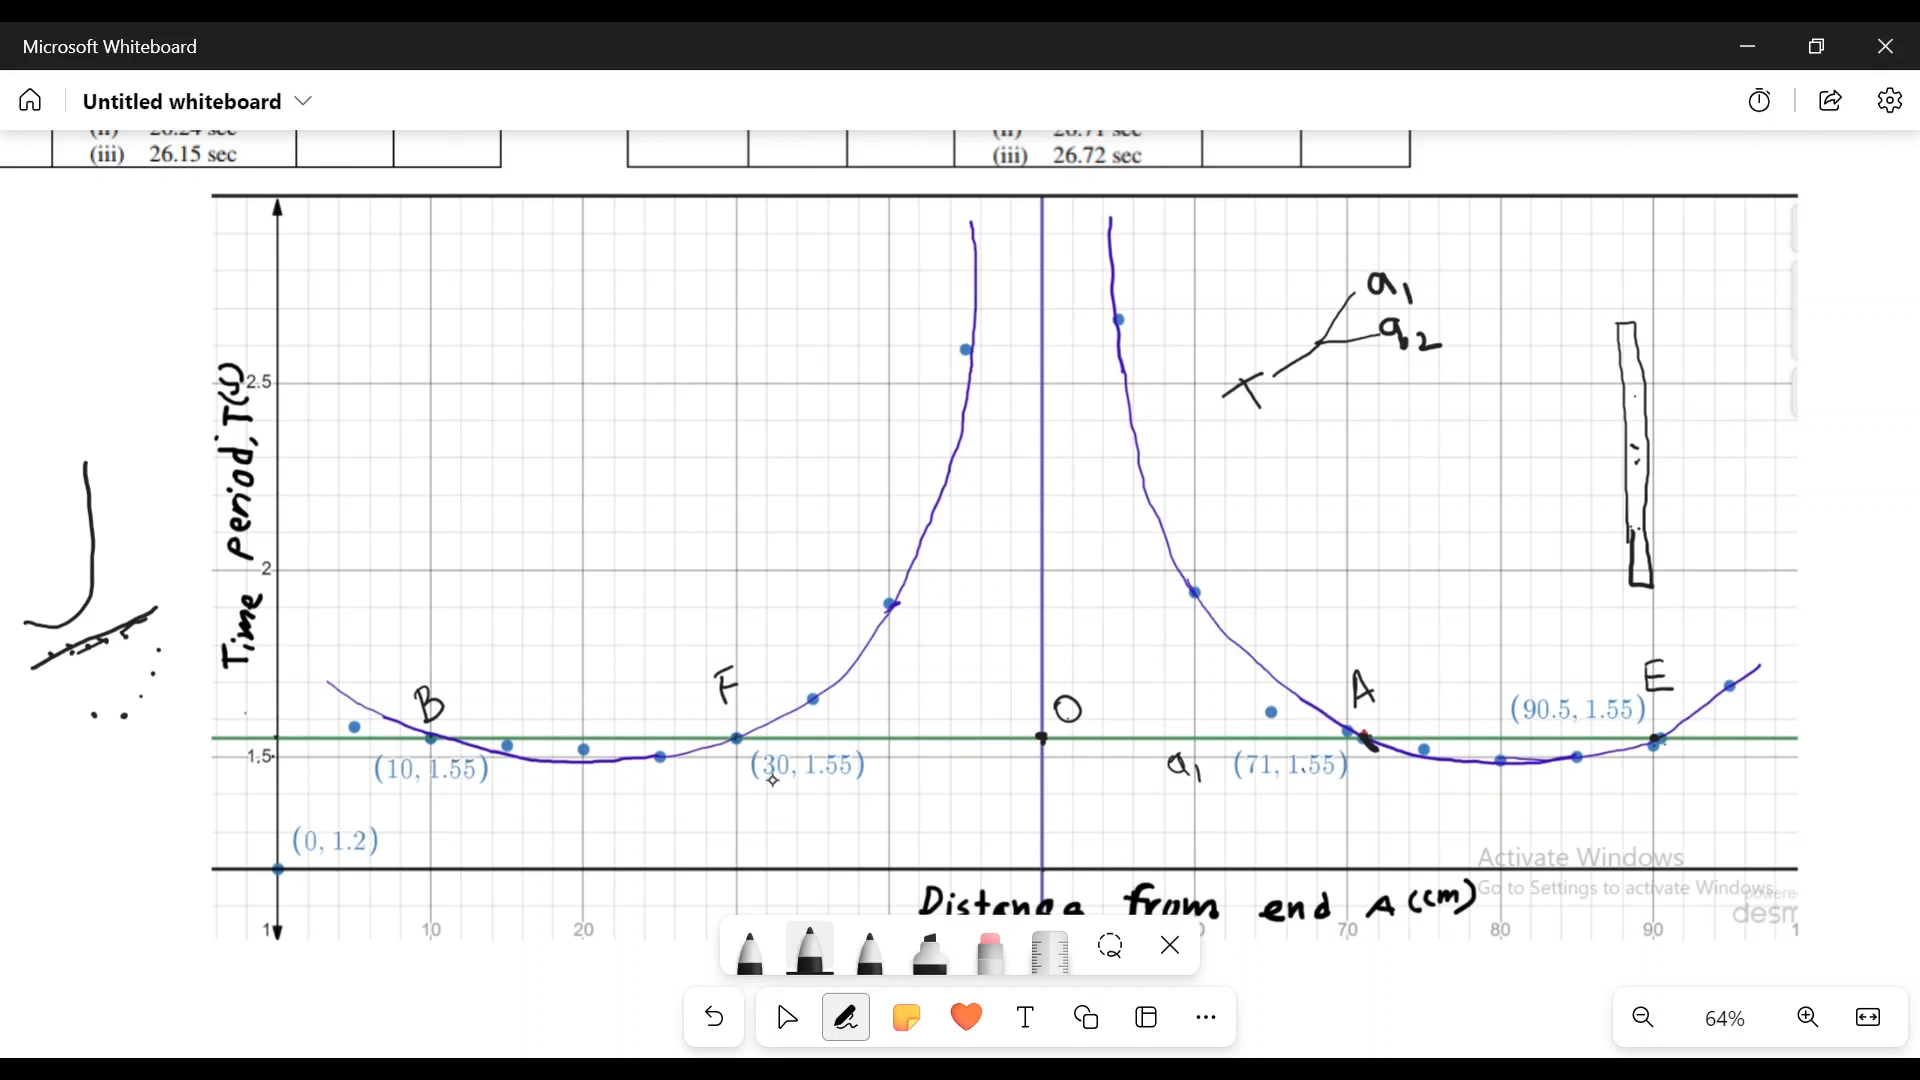 Microsoft Whiteboard
Untitled whiteboard
(iii) 26.15 sec
(iii) 26.72 sec
a1
a2
T
2.5
Time period, T(s)
2
B
F
O
A
E
(90.5, 1.55)
1.5
(10, 1.55)
(30, 1.55)
a1
(71, 1.55)
(0, 1.2)
Activate Windows
Go to Settings to activate Windows.
Distance from end A (cm)
10
20
70
80
90
64%